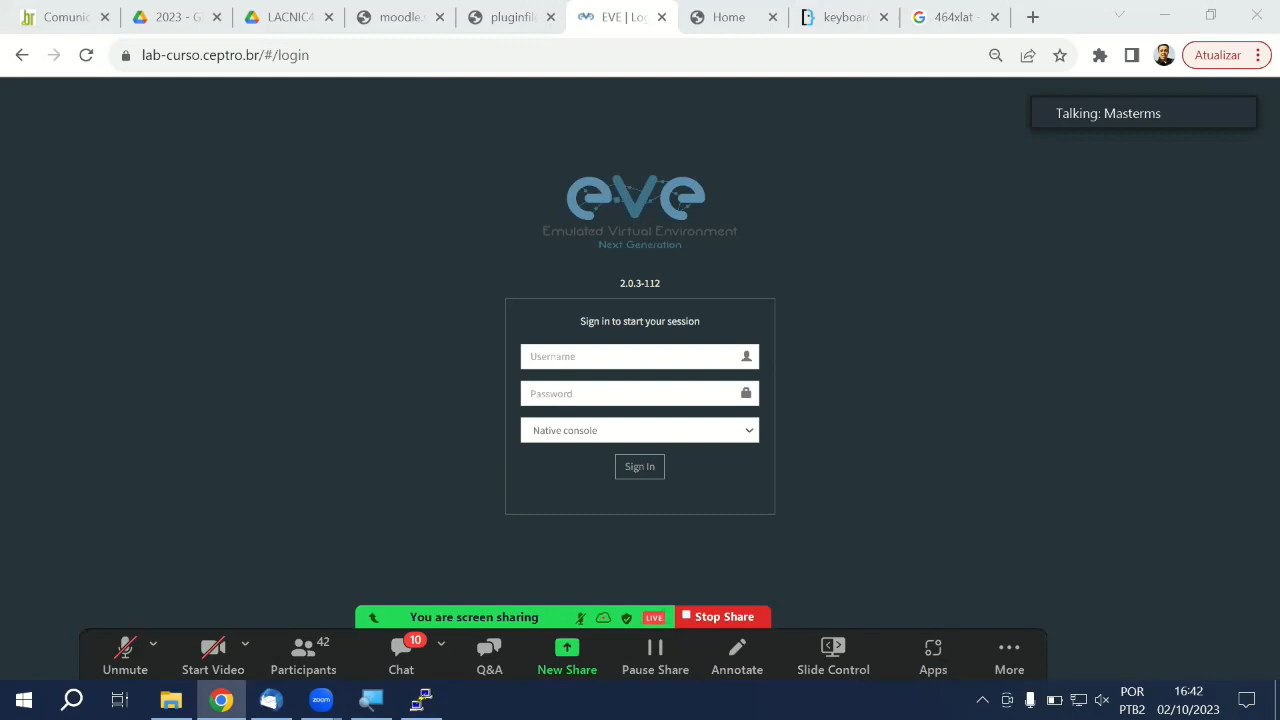 Comunic
2023 - G
LACNIC4
moodle.c
pluginfile
EVE | Log
Home
keyboard
464xlat -
lab-curso.ceptro.br/#/login
Atualizar
Talking: Masterms
eve
Emulated Virtual Environment
Next Generation
2.0.3-112
Sign in to start your session
Username
Password
Native console
Sign In
You are screen sharing
LIVE
Stop Share
Unmute
Start Video
Participants
42
Chat
10
Q&A
New Share
Pause Share
Annotate
Slide Control
Apps
More
zoom
POR
PTB2
16:42
02/10/2023